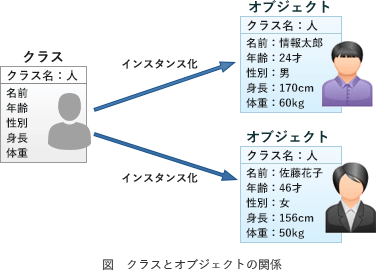 クラス
クラス名：人
名前
年齢
性別
身長
体重
インスタンス化
インスタンス化
オブジェクト
クラス名：人
名前：情報太郎
年齢：24才
性別：男
身長：170cm
体重：60kg
オブジェクト
クラス名：人
名前：佐藤花子
年齢：46才
性別：女
身長：156cm
体重：50kg
図　クラスとオブジェクトの関係